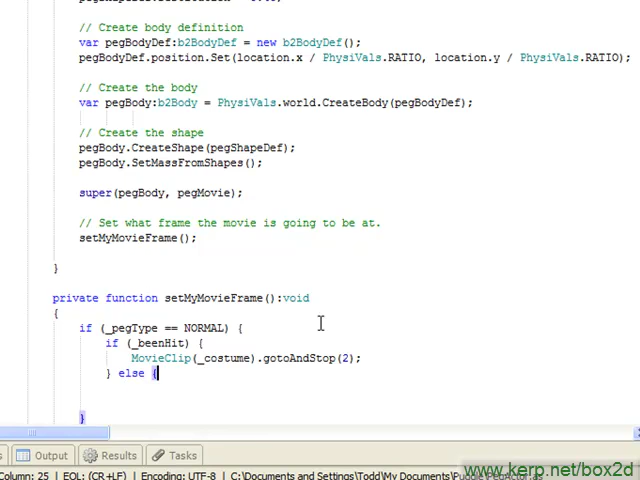 // Create body definition
var pegBodyDef:b2BodyDef = new b2BodyDef();
pegBodyDef.position.Set(location.x / PhysiVals.RATIO, location.y / PhysiVals.RATIO);
// Create the body
var pegBody:b2Body = PhysiVals.world.CreateBody(pegBodyDef);
// Create the shape
pegBody.CreateShape(pegShapeDef);
pegBody.SetMassFromShapes();
super(pegBody, pegMovie);
// Set what frame the movie is going to be at.
setMyMovieFrame();
}
private function setMyMovieFrame():void
{
if (_pegType == NORMAL) {
if (_beenHit) {
MovieClip(_costume).gotoAndStop(2);
} else {
}
Output Results Tasks
www.kerp.net/box2d
Column: 25 | EOL: (CR+LF) | Encoding: UTF-8 | C:\Documents and Settings\Todd\My Documents\Puggle\PegActor.as